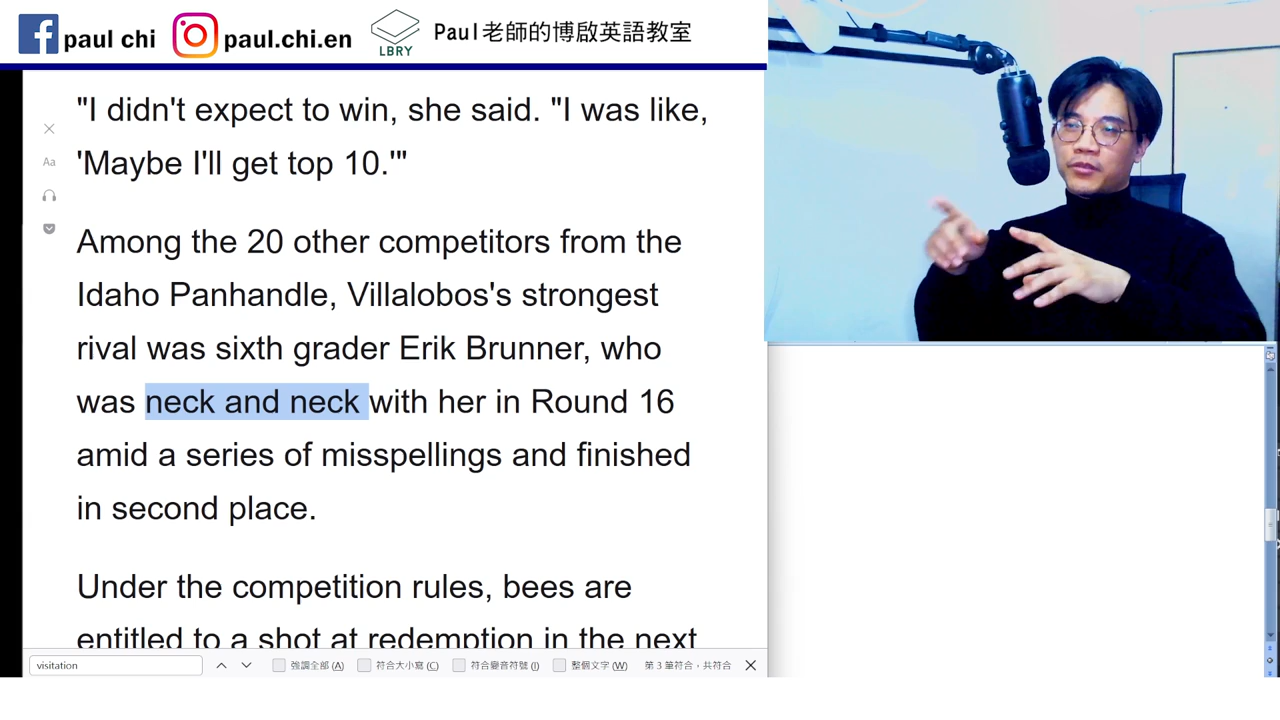 paul chi
paul.chi.en
LBRY
Paul老師的博啟英語教室
"I didn't expect to win, she said. "I was like,
'Maybe I'll get top 10.'"
Among the 20 other competitors from the
Idaho Panhandle, Villalobos's strongest
rival was sixth grader Erik Brunner, who
was neck and neck with her in Round 16
amid a series of misspellings and finished
in second place.
Under the competition rules, bees are
entitled to a shot at redemption in the next
Aa
visitation
強調全部 (A)
符合大小寫 (C)
符合變音符號 (I)
整個文字 (W)
第 3 筆符合，共符合